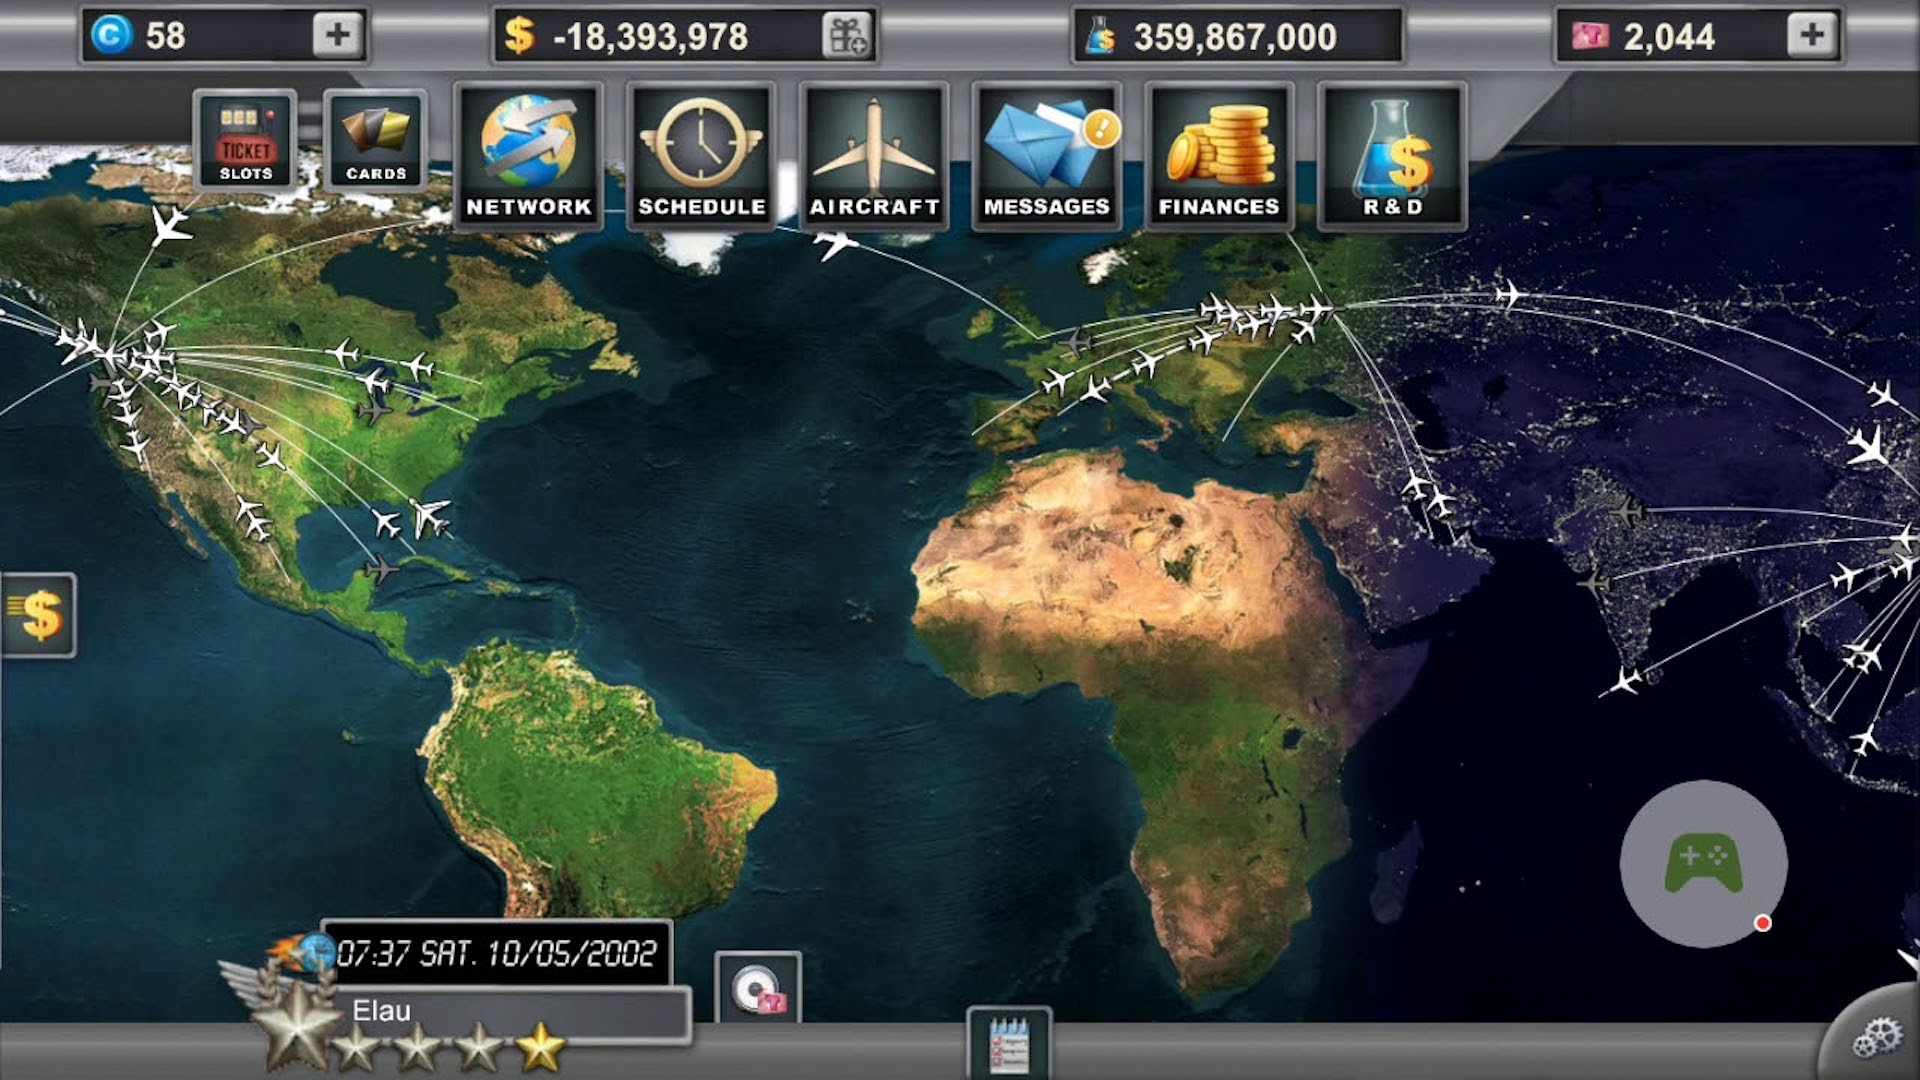 C 58
$ -18,393,978
359,867,000
2,044
TICKET
SLOTS
CARDS
NETWORK
SCHEDULE
AIRCRAFT
MESSAGES
FINANCES
R & D
07:37 SAT. 10/05/2002
Elau